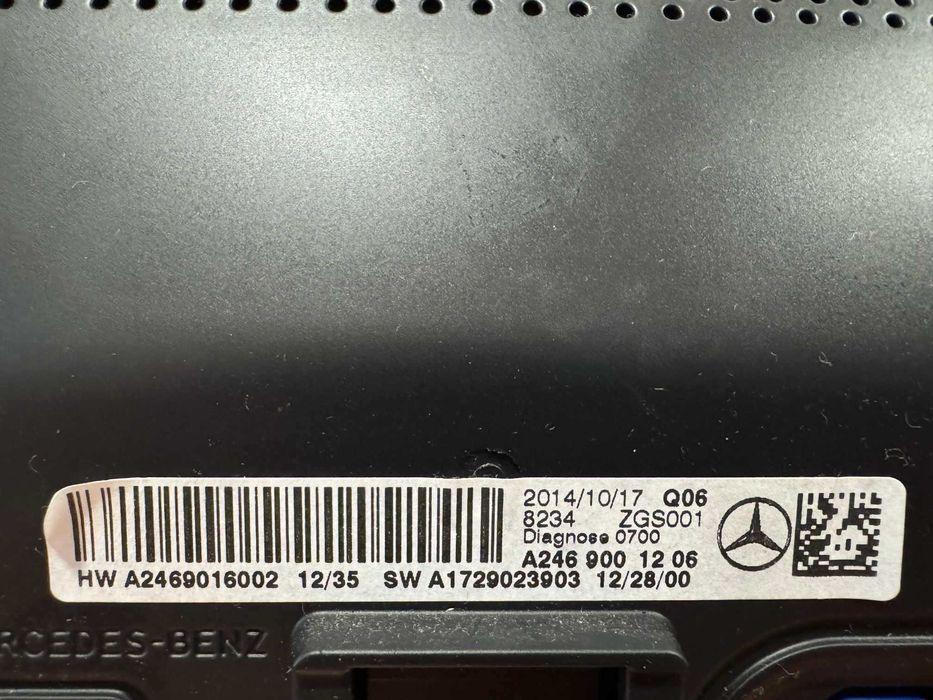 2014/10/17 Q06
8234 ZGS001
Diagnose 0700
A246 900 12 06
HW A2469016002 12/35 SW A1729023903 12/28/00
RCEDES-BENZ